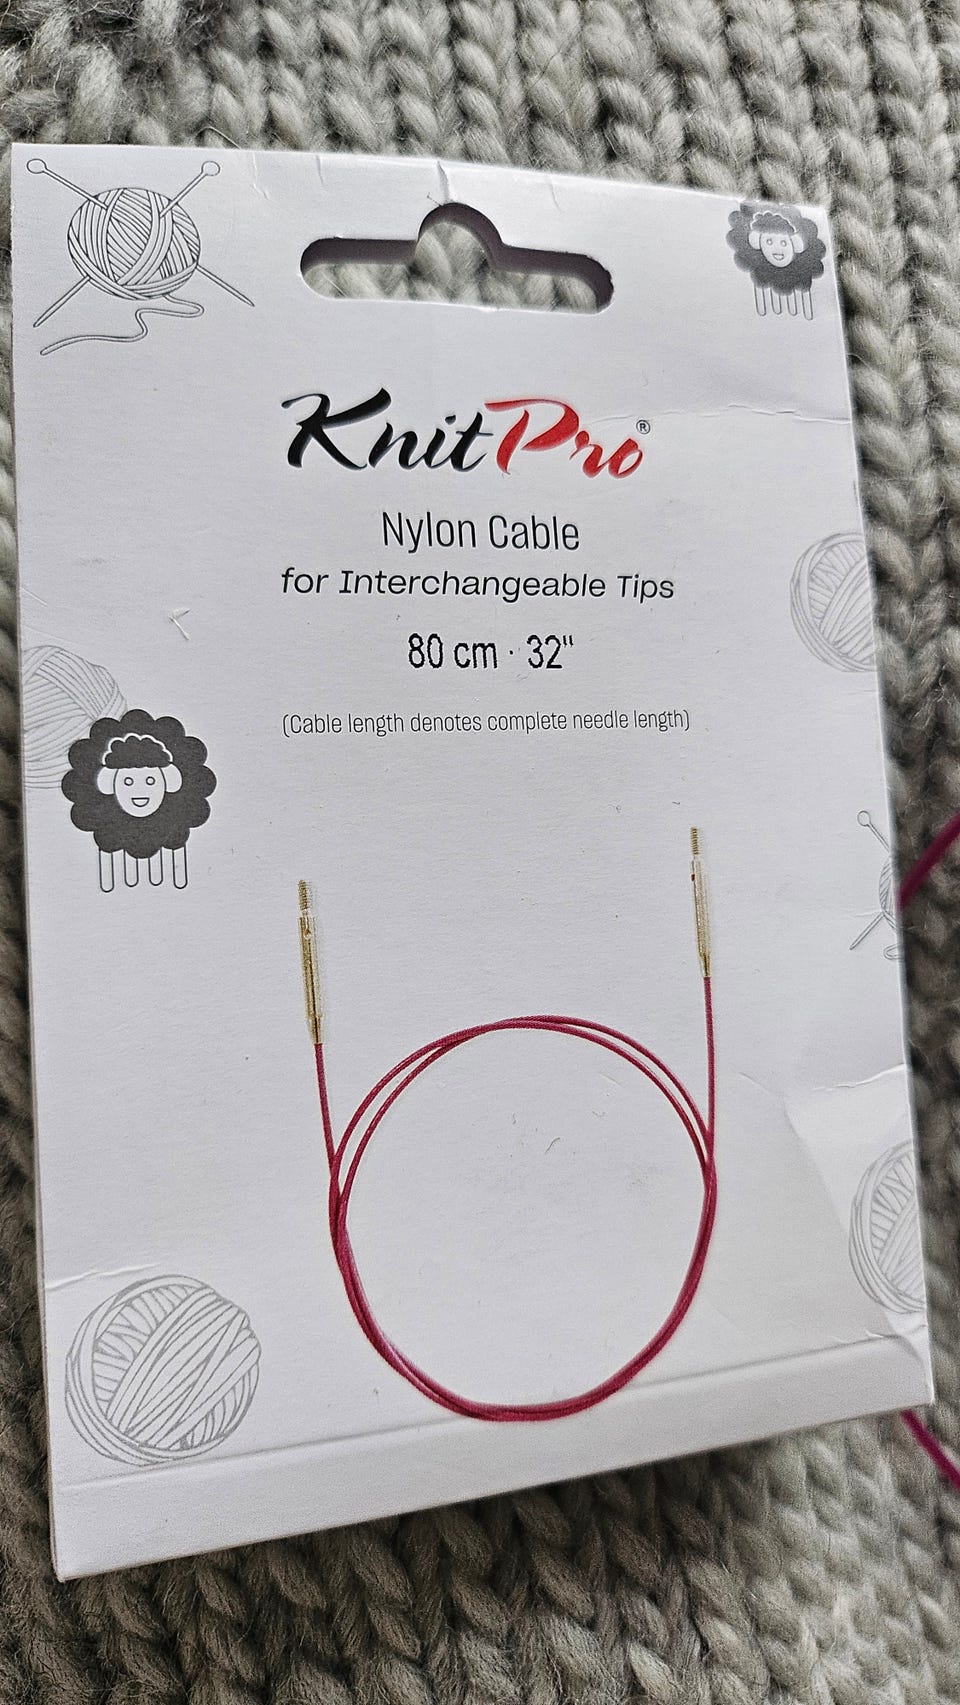 KnitPro®
Nylon Cable
for Interchangeable Tips
80 cm · 32"
(Cable length denotes complete needle length)